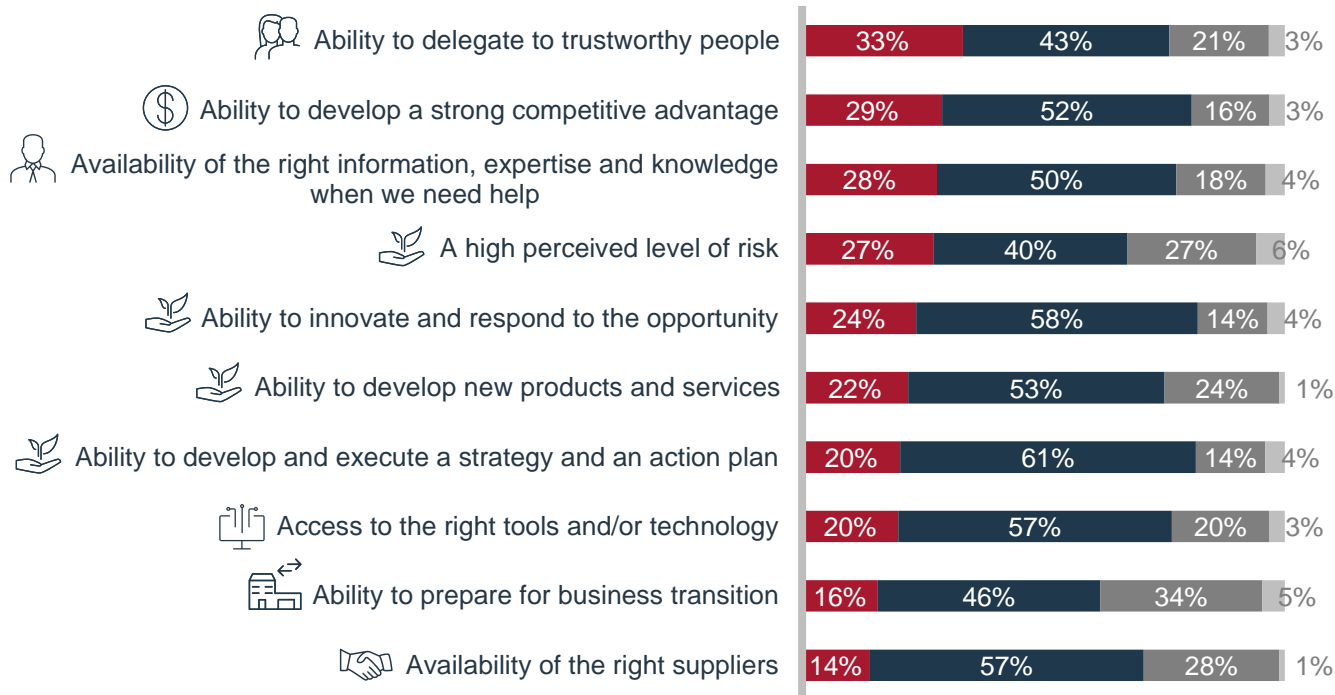 Ability to delegate to trustworthy people 33% 43% 21% 3%
Ability to develop a strong competitive advantage 29% 52% 16% 3%
Availability of the right information, expertise and knowledge
when we need help 28% 50% 18% 4%
A high perceived level of risk 27% 40% 27% 6%
Ability to innovate and respond to the opportunity 24% 58% 14% 4%
Ability to develop new products and services 22% 53% 24% 1%
Ability to develop and execute a strategy and an action plan 20% 61% 14% 4%
Access to the right tools and/or technology 20% 57% 20% 3%
Ability to prepare for business transition 16% 46% 34% 5%
Availability of the right suppliers 14% 57% 28% 1%